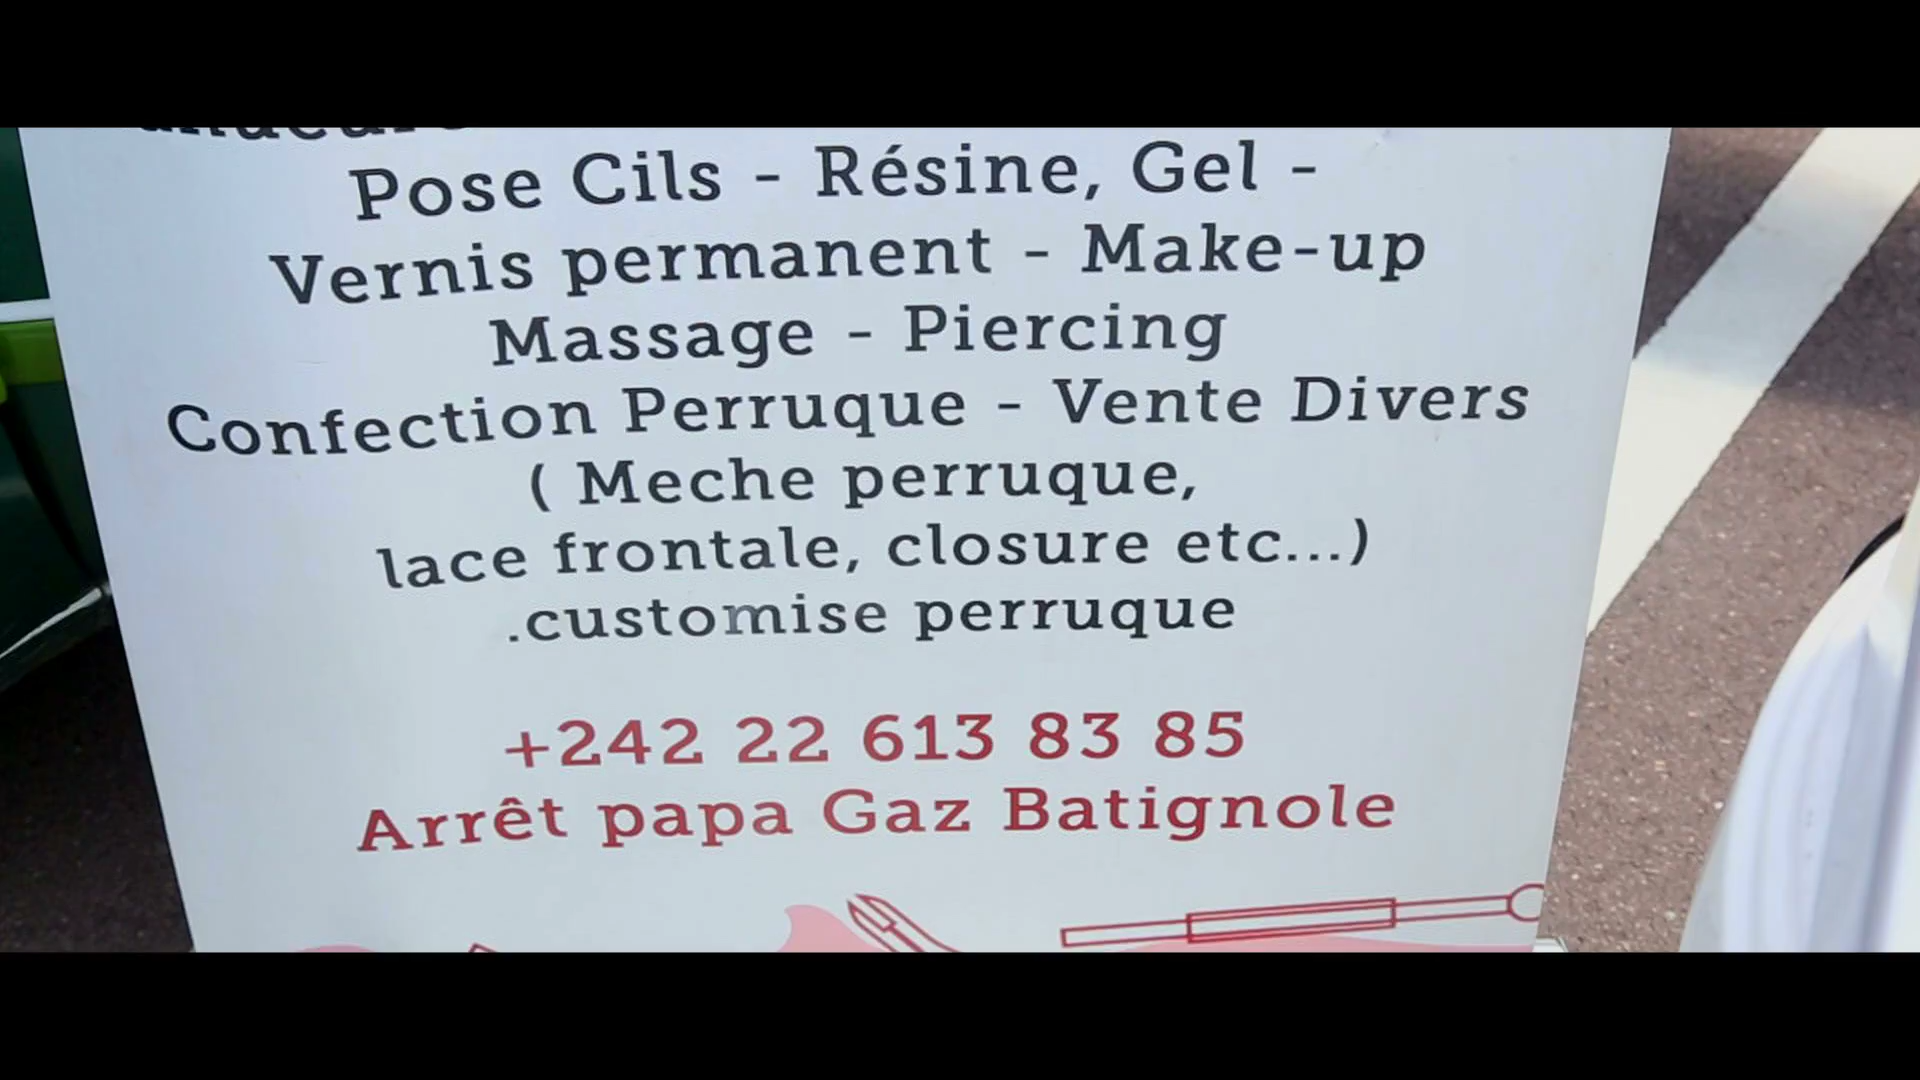 Pose Cils - Résine, Gel -
Vernis permanent - Make-up
Massage - Piercing
Confection Perruque - Vente Divers
( Meche perruque,
lace frontale, closure etc...)
.customise perruque
+242 22 613 83 85
Arrêt papa Gaz Batignole